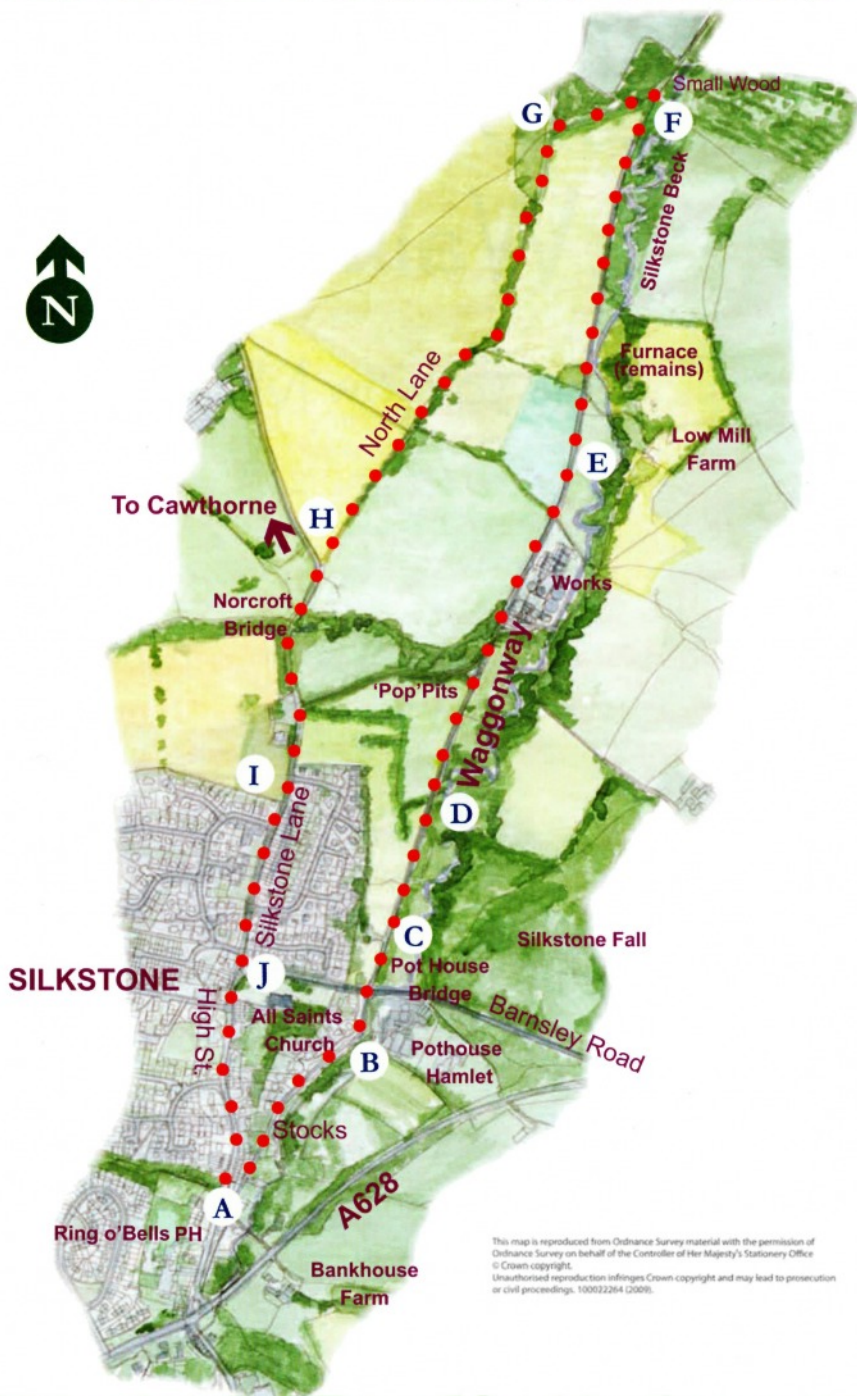 Small Wood
G
F
Silkstone Beck
N
Furnace
(remains)
North Lane
Low Mill
Farm
E
To Cawthorne
H
Works
Norcroft
Bridge
'Pop'Pits
Waggonway
I
D
Silkstone Lane
C
Silkstone Fall
SILKSTONE
J
Pot House
Bridge
High St.
All Saints
Church
Barnsley Road
B
Pothouse
Hamlet
Stocks
A
A628
Ring o'Bells PH
Bankhouse
Farm
This map is reproduced from Ordnance Survey material with the permission of
Ordnance Survey on behalf of the Controller of Her Majesty's Stationery Office
© Crown copyright.
Unauthorised reproduction infringes Crown copyright and may lead to prosecution
or civil proceedings. 100022264 (2009).